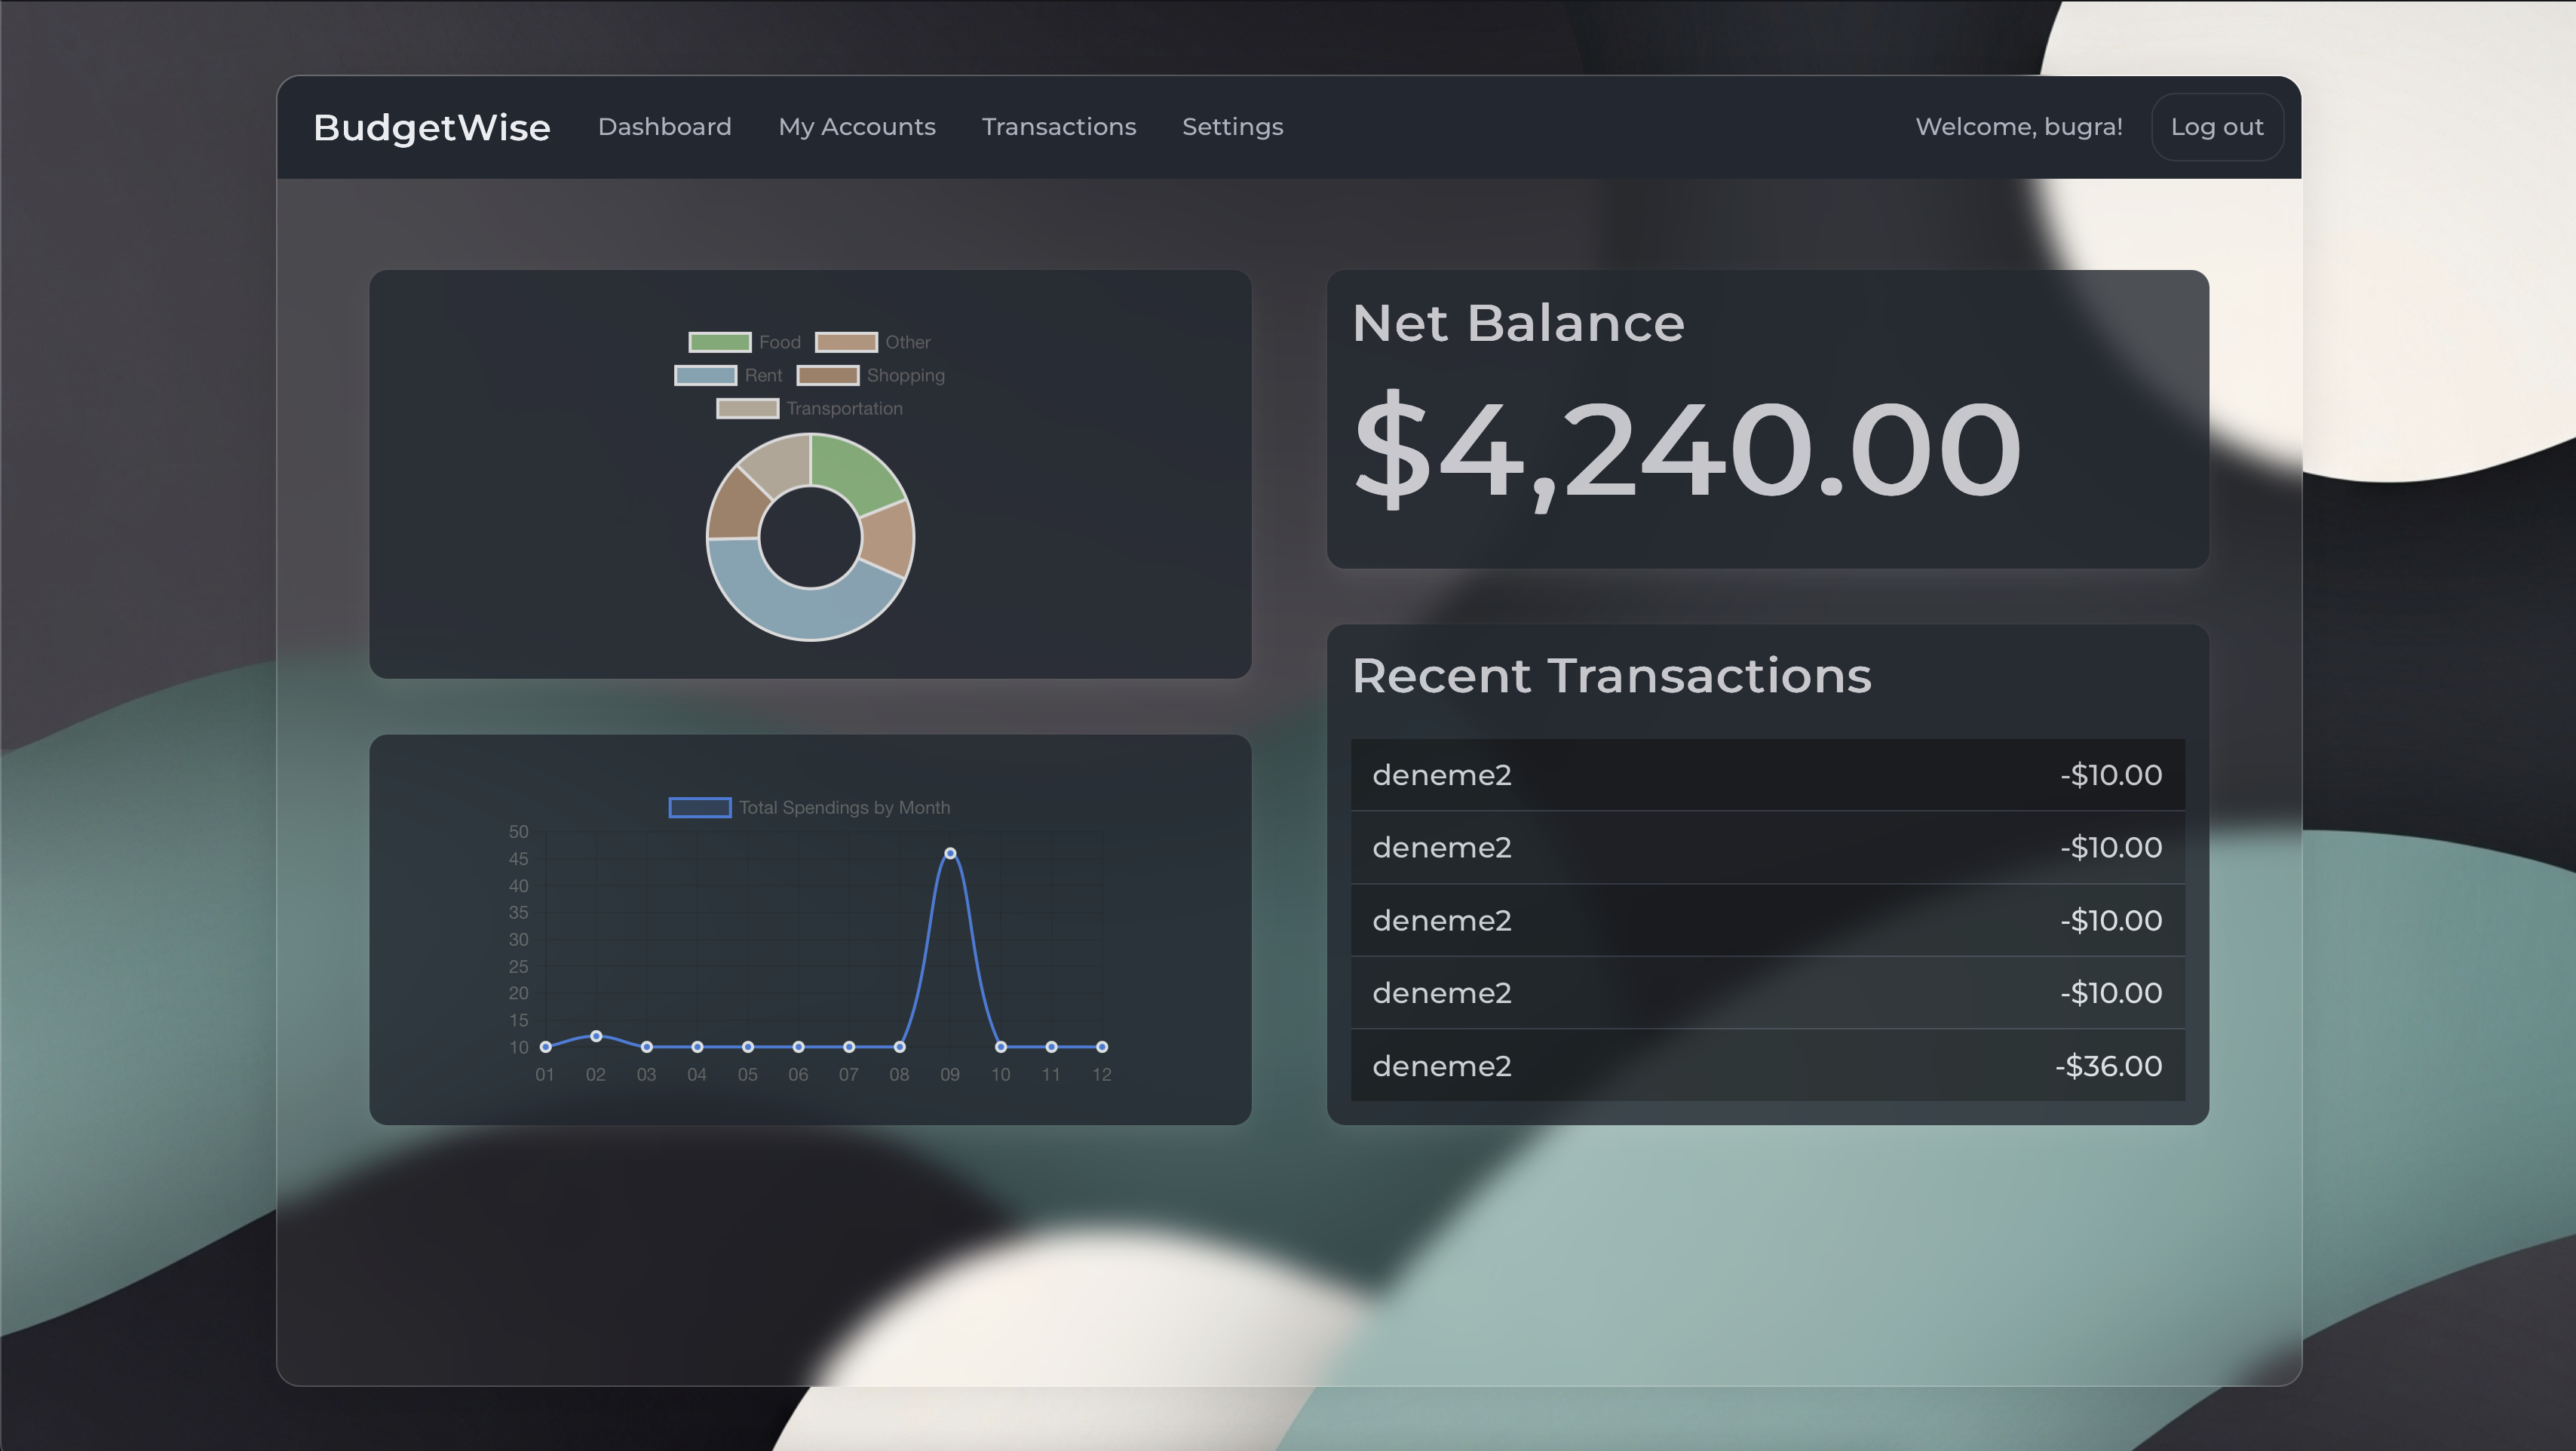 BudgetWise Dashboard My Accounts Transactions Settings Welcome, bugra! Log out
Food Other
Rent Shopping
Transportation
Net Balance
$4,240.00
Total Spendings by Month
50
45
40
35
30
25
20
15
10
01 02 03 04 05 06 07 08 09 10 11 12
Recent Transactions
deneme2 -$10.00
deneme2 -$10.00
deneme2 -$10.00
deneme2 -$10.00
deneme2 -$36.00